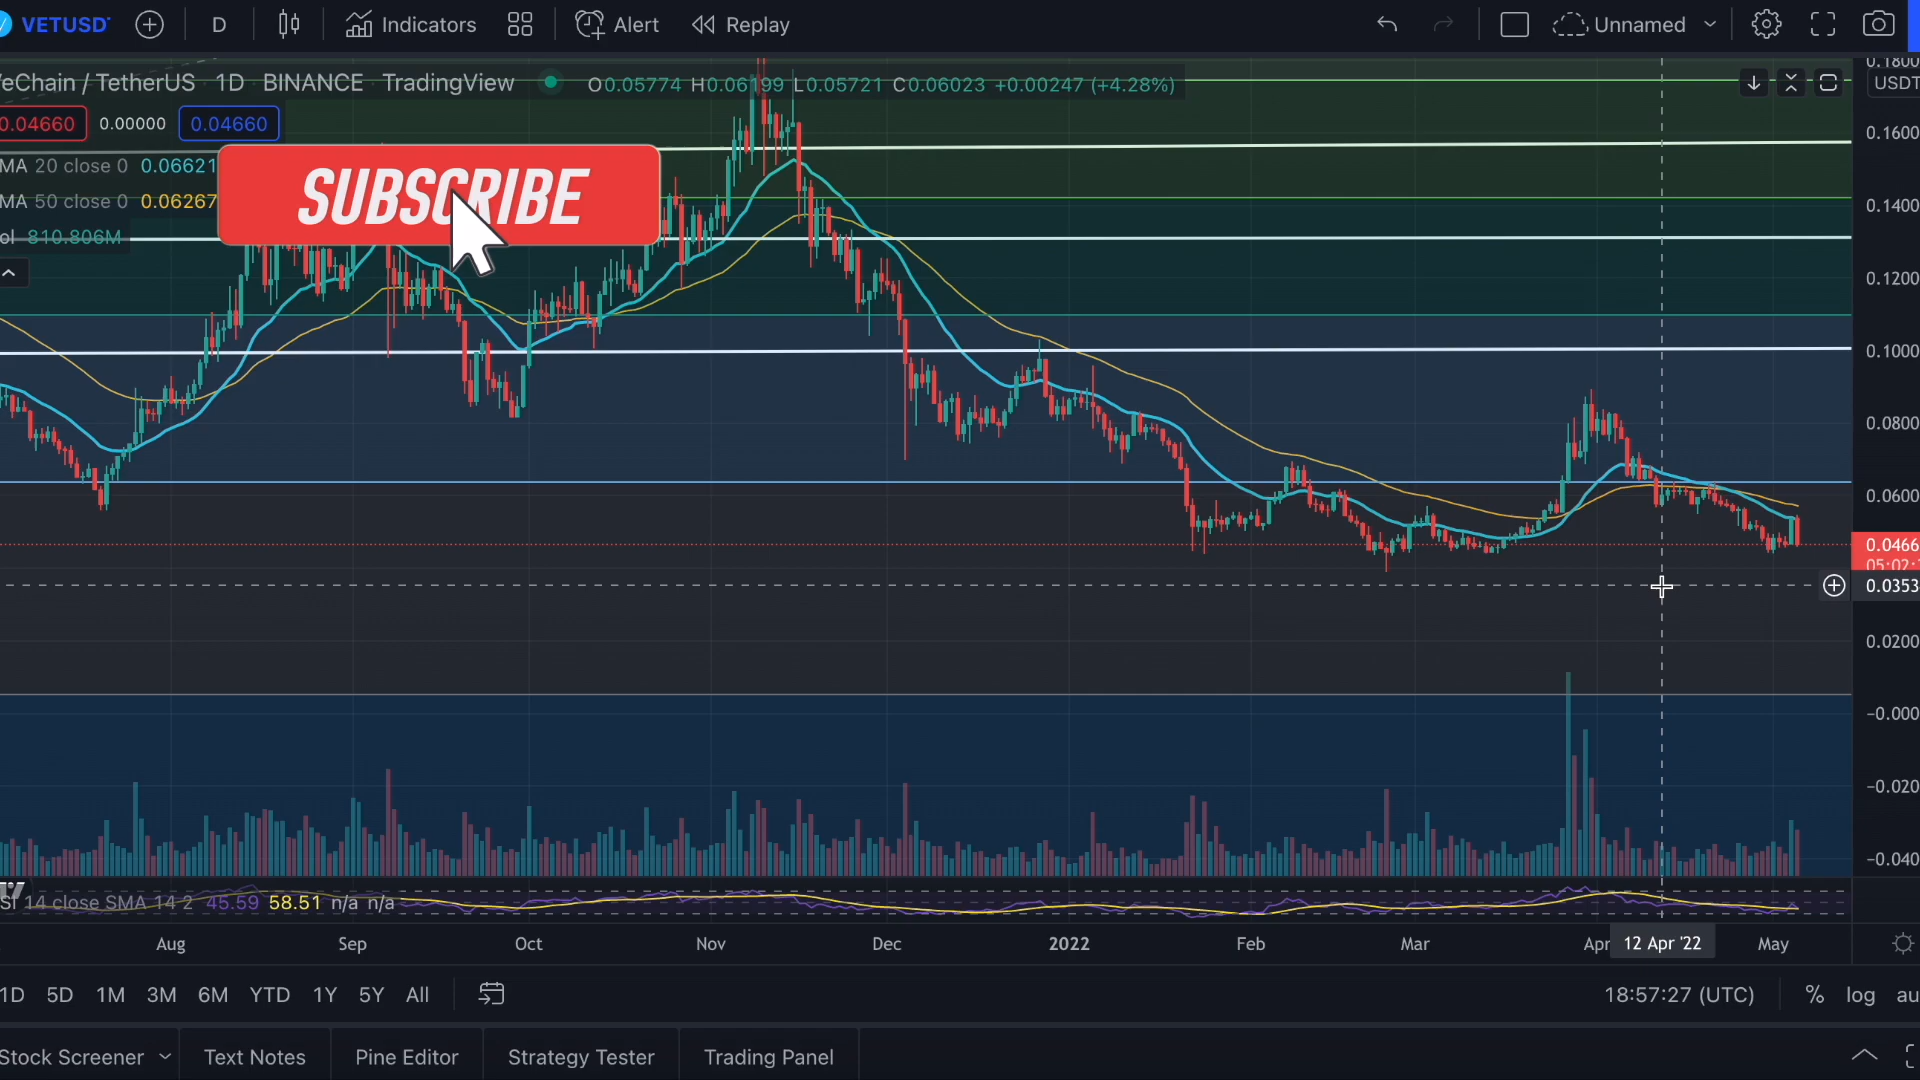 VETUSDT D Indicators Alert Replay Unnamed
eChain / TetherUS 1D BINANCE TradingView O0.05774 H0.06199 L0.05721 C0.06023 +0.00247 (+4.28%)
USDT
0.04660 0.00000 0.04660
MA 20 close 0 0.06621
MA 50 close 0 0.06267
ol 810.806M
SUBSCRIBE
0.1800
0.1600
0.1400
0.1200
0.1000
0.0800
0.0600
0.0466
05:02:
0.0353
0.0200
-0.000
-0.020
-0.040
SI 14 close SMA 14 2 45.59 58.51 n/a n/a
Aug Sep Oct Nov Dec 2022 Feb Mar Apr 12 Apr '22 May
1D 5D 1M 3M 6M YTD 1Y 5Y All 18:57:27 (UTC) % log au
Stock Screener Text Notes Pine Editor Strategy Tester Trading Panel